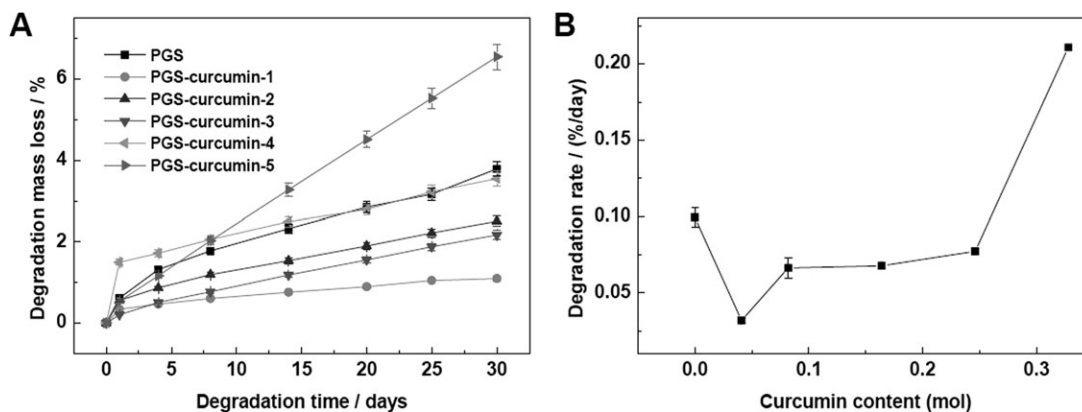 A
PGS
PGS-curcumin-1
PGS-curcumin-2
PGS-curcumin-3
PGS-curcumin-4
PGS-curcumin-5
Degradation mass loss / %
6
4
2
0
0 5 10 15 20 25 30
Degradation time / days
B
Degradation rate / (%/day)
0.20
0.15
0.10
0.05
0.0 0.1 0.2 0.3
Curcumin content (mol)